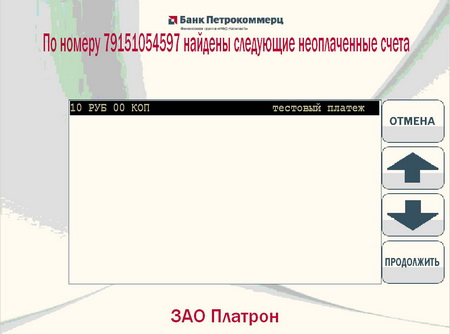 Банк Петрокоммерц
По номеру 79151054597 найдены следующие неоплаченные счета
10 РУБ 00 КОП тестовый платеж
ОТМЕНА
ПРОДОЛЖИТЬ
ЗАО Платрон